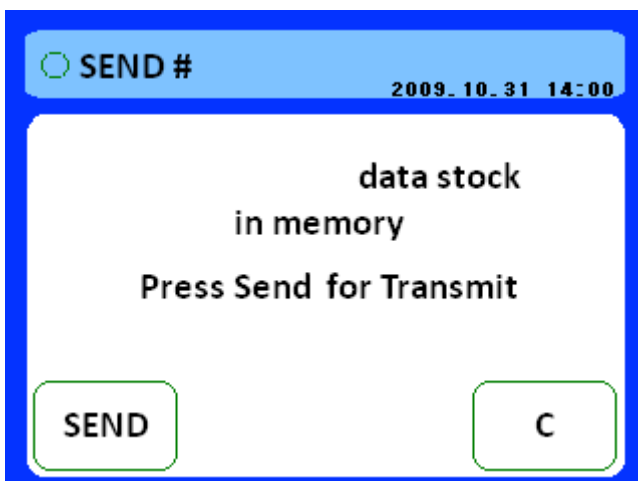 SEND #
2009.10.31 14:00
data stock
in memory
Press Send for Transmit
SEND
C